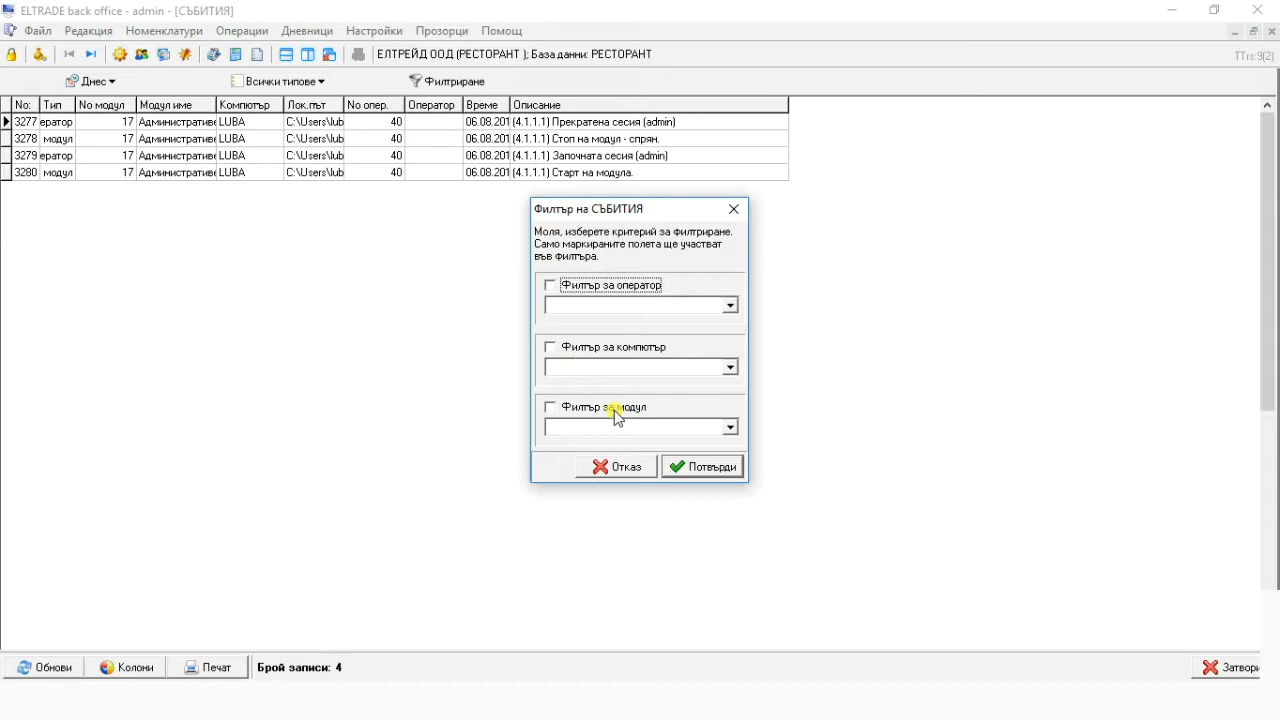 ELTRADE back office - admin - [СЪБИТИЯ]
Файл Редакция Номенклатури Операции Дневници Настройки Прозорци Помощ
ЕЛТРЕЙД ООД (РЕСТОРАНТ ); База данни: РЕСТОРАНТ TTrs:9(2)
Днес Всички типове Филтриране
No: Тип No модул Модул име Компютър Лок.път No опер. Оператор Време Описание
3277 ератор 17 Административе LUBA C:\Users\lub 40 06.08.201 (4.1.1.1) Прекратена сесия (admin)
3278 модул 17 Административе LUBA C:\Users\lub 40 06.08.201 (4.1.1.1) Стоп на модул - спрян.
3279 ератор 17 Административе LUBA C:\Users\lub 40 06.08.201 (4.1.1.1) Започната сесия (admin)
3280 модул 17 Административе LUBA C:\Users\lub 40 06.08.201 (4.1.1.1) Старт на модула.
Филтър на СЪБИТИЯ
Моля, изберете критерий за филтриране.
Само маркираните полета ще участват
във филтъра.
Филтър за оператор
Филтър за компютър
Филтър за модул
Отказ Потвърди
Обнови Колони Печат Брой записи: 4 Затвори